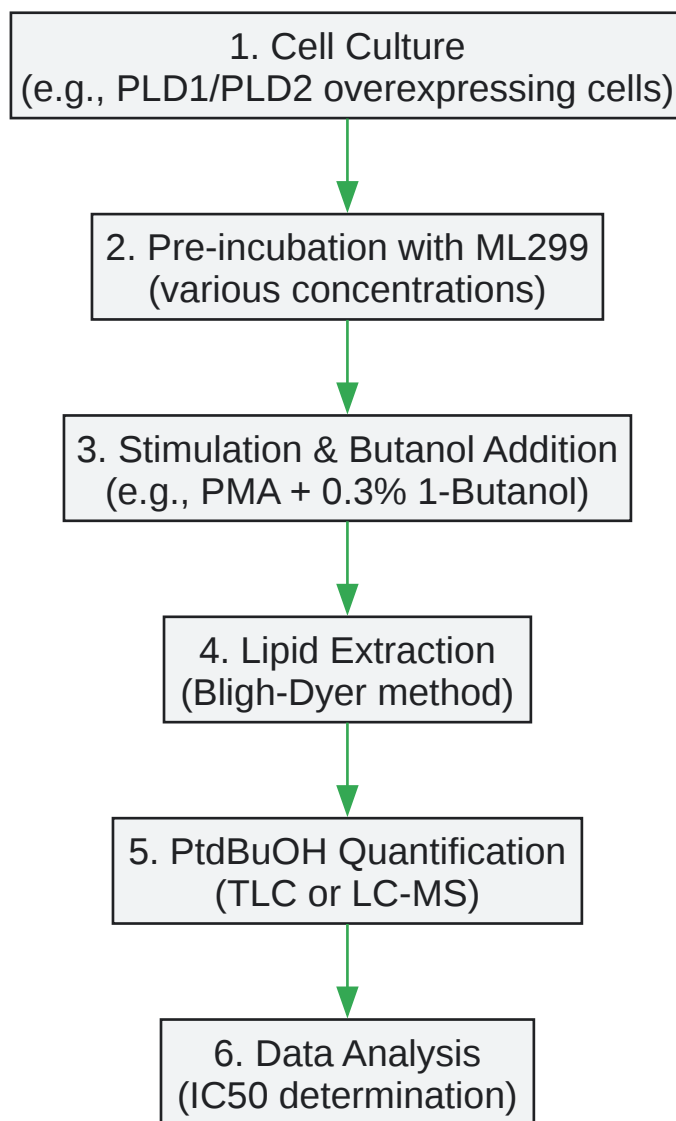 1. Cell Culture
(e.g., PLD1/PLD2 overexpressing cells)
2. Pre-incubation with ML299
(various concentrations)
3. Stimulation & Butanol Addition
(e.g., PMA + 0.3% 1-Butanol)
4. Lipid Extraction
(Bligh-Dyer method)
5. PtdBuOH Quantification
(TLC or LC-MS)
6. Data Analysis
(IC50 determination)